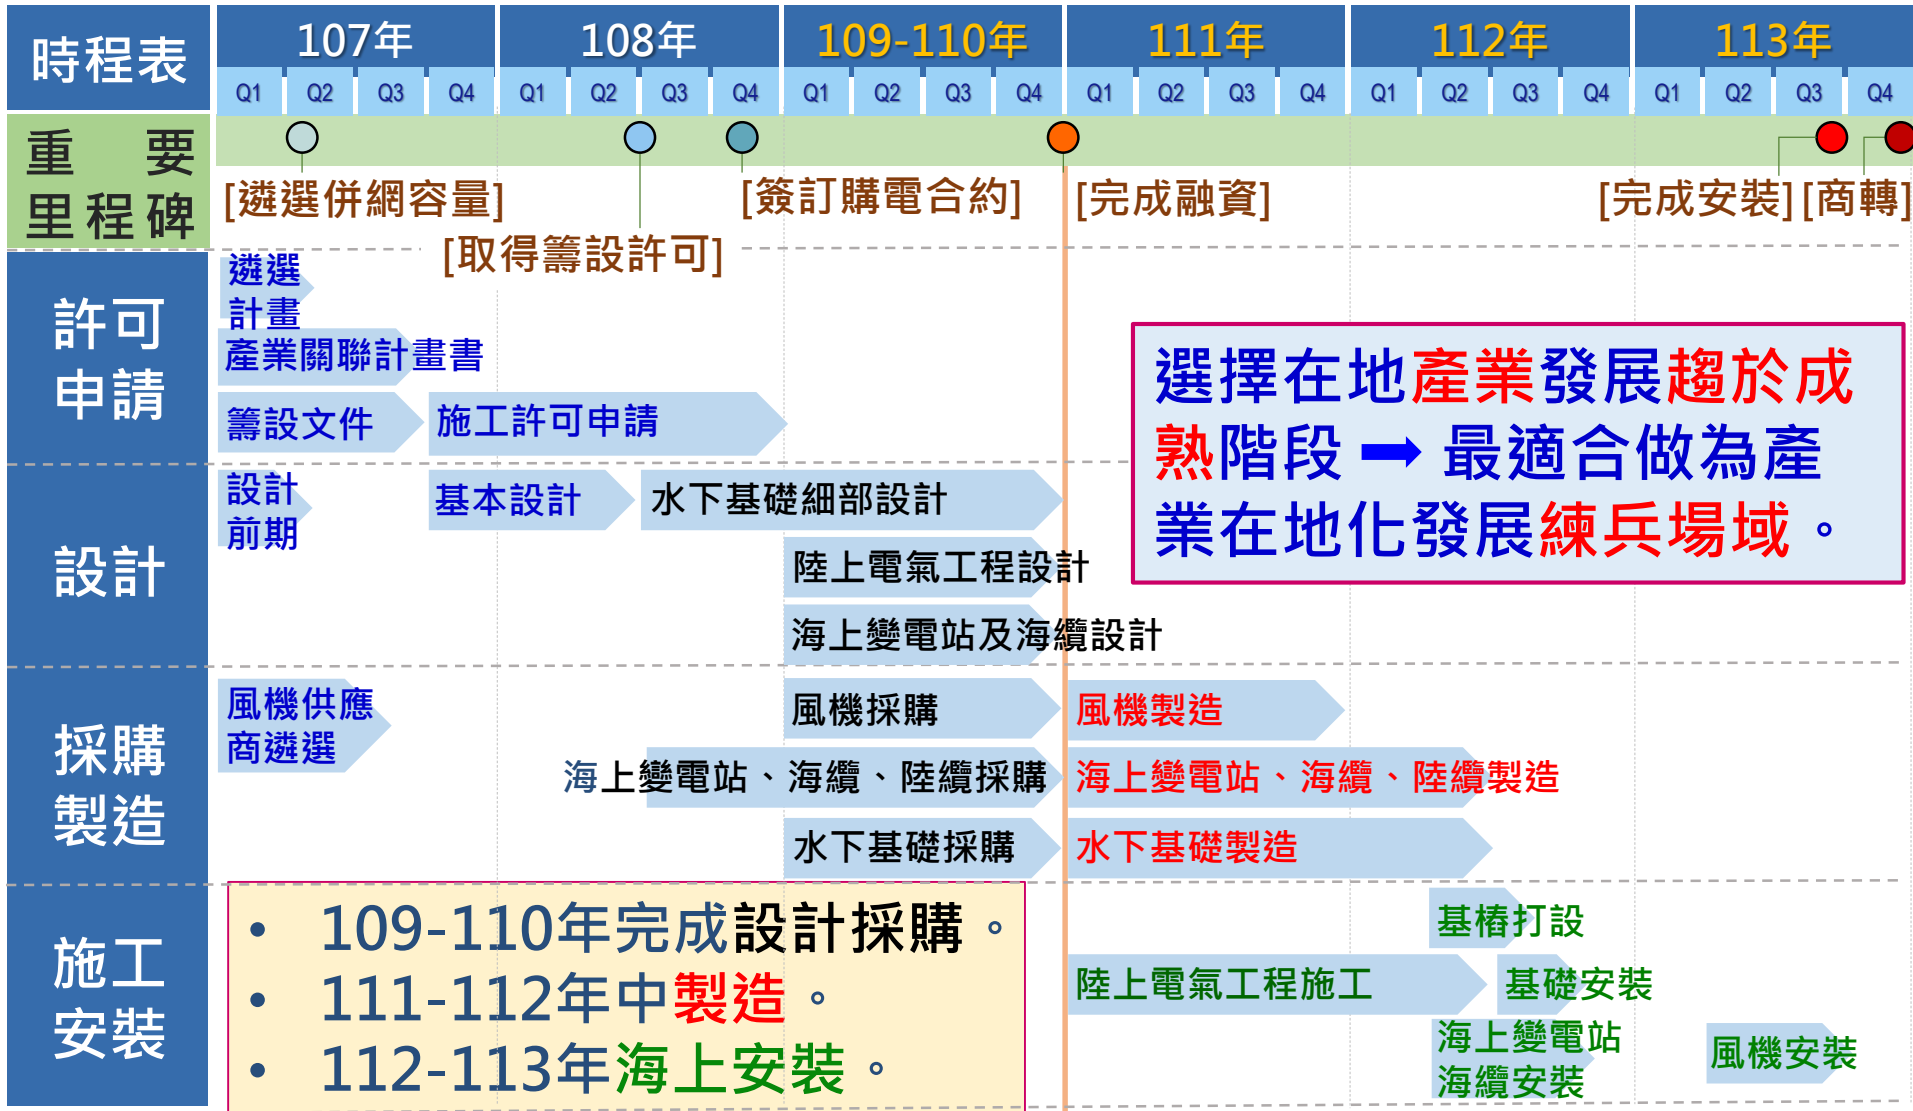 時程表
107年 108年 109-110年 111年 112年 113年
Q1 Q2 Q3 Q4 Q1 Q2 Q3 Q4 Q1 Q2 Q3 Q4 Q1 Q2 Q3 Q4 Q1 Q2 Q3 Q4 Q1 Q2 Q3 Q4
重 要
里程碑
[遴選併網容量]
[取得籌設許可]
[簽訂購電合約]
[完成融資]
[完成安裝]
[商轉]
許可
申請
遴選
計畫
產業關聯計畫書
籌設文件
施工許可申請
選擇在地產業發展趨於成
熟階段 ➡ 最適合做為產
業在地化發展練兵場域。
設計
設計
前期
基本設計
水下基礎細部設計
陸上電氣工程設計
海上變電站及海纜設計
採購
製造
風機供應
商遴選
風機採購
風機製造
海上變電站、海纜、陸纜採購
海上變電站、海纜、陸纜製造
水下基礎採購
水下基礎製造
施工
安裝
• 109-110年完成設計採購。
• 111-112年中製造。
• 112-113年海上安裝。
基樁打設
陸上電氣工程施工
基礎安裝
海上變電站
海纜安裝
風機安裝